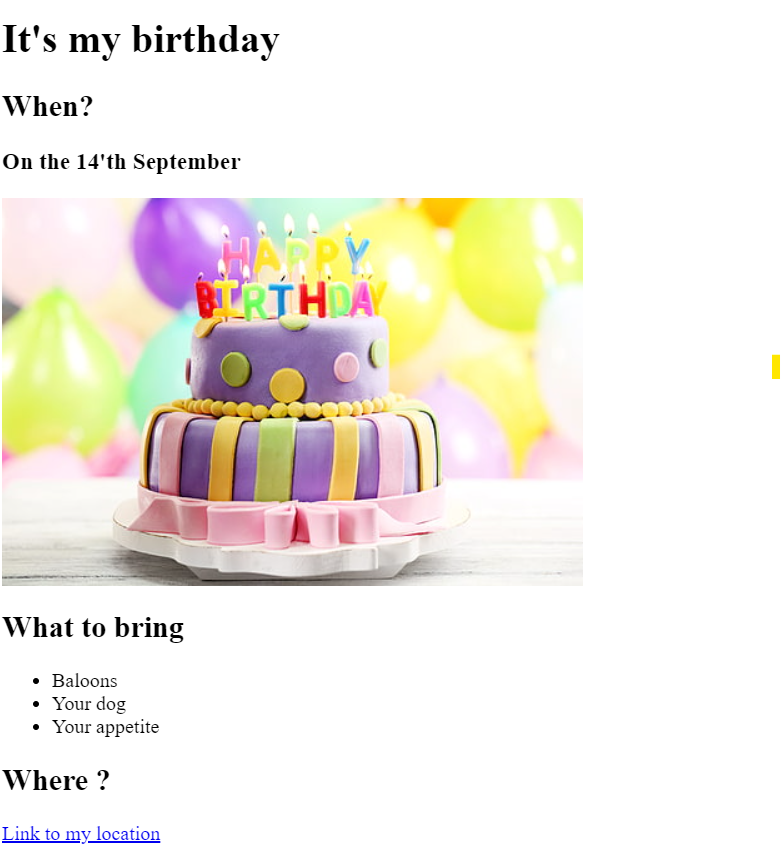 It's my birthday
When?
On the 14'th September
HAPPY
BIRTHDAY
What to bring
Baloons
Your dog
Your appetite
Where ?
Link to my location